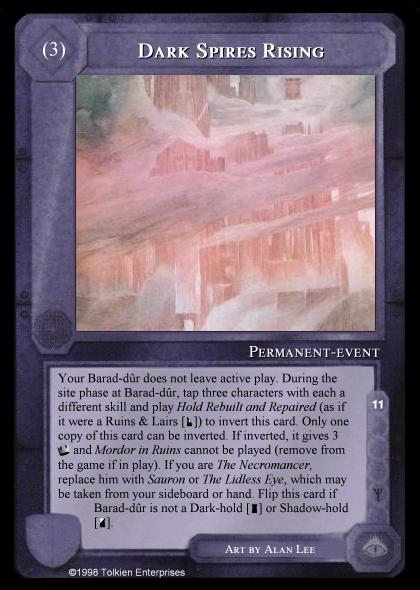 (3)
DARK SPIRES RISING
PERMANENT-EVENT
Your Barad-dûr does not leave active play. During the
site phase at Barad-dûr, tap three characters with each a
different skill and play Hold Rebuilt and Repaired (as if
it were a Ruins & Lairs []) to invert this card. Only one
copy of this card can be inverted. If inverted, it gives 3
and Mordor in Ruins cannot be played (remove from
the game if in play). If you are The Necromancer,
replace him with Sauron or The Lidless Eye, which may
be taken from your sideboard or hand. Flip this card if
Barad-dûr is not a Dark-hold [] or Shadow-hold
[].
11
ART BY ALAN LEE
©1998 Tolkien Enterprises